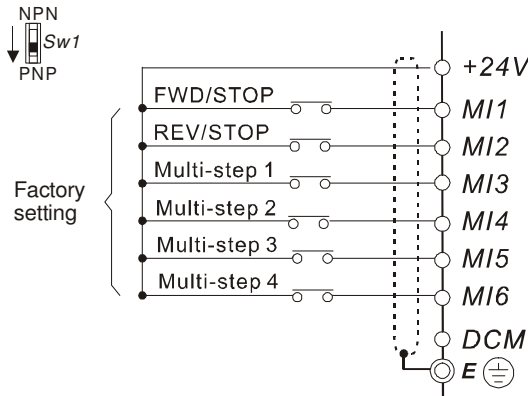 NPN
Sw1
PNP
+24V
FWD/STOP
MI1
REV/STOP
MI2
Multi-step 1
MI3
Factory
setting
Multi-step 2
MI4
Multi-step 3
MI5
Multi-step 4
MI6
DCM
E